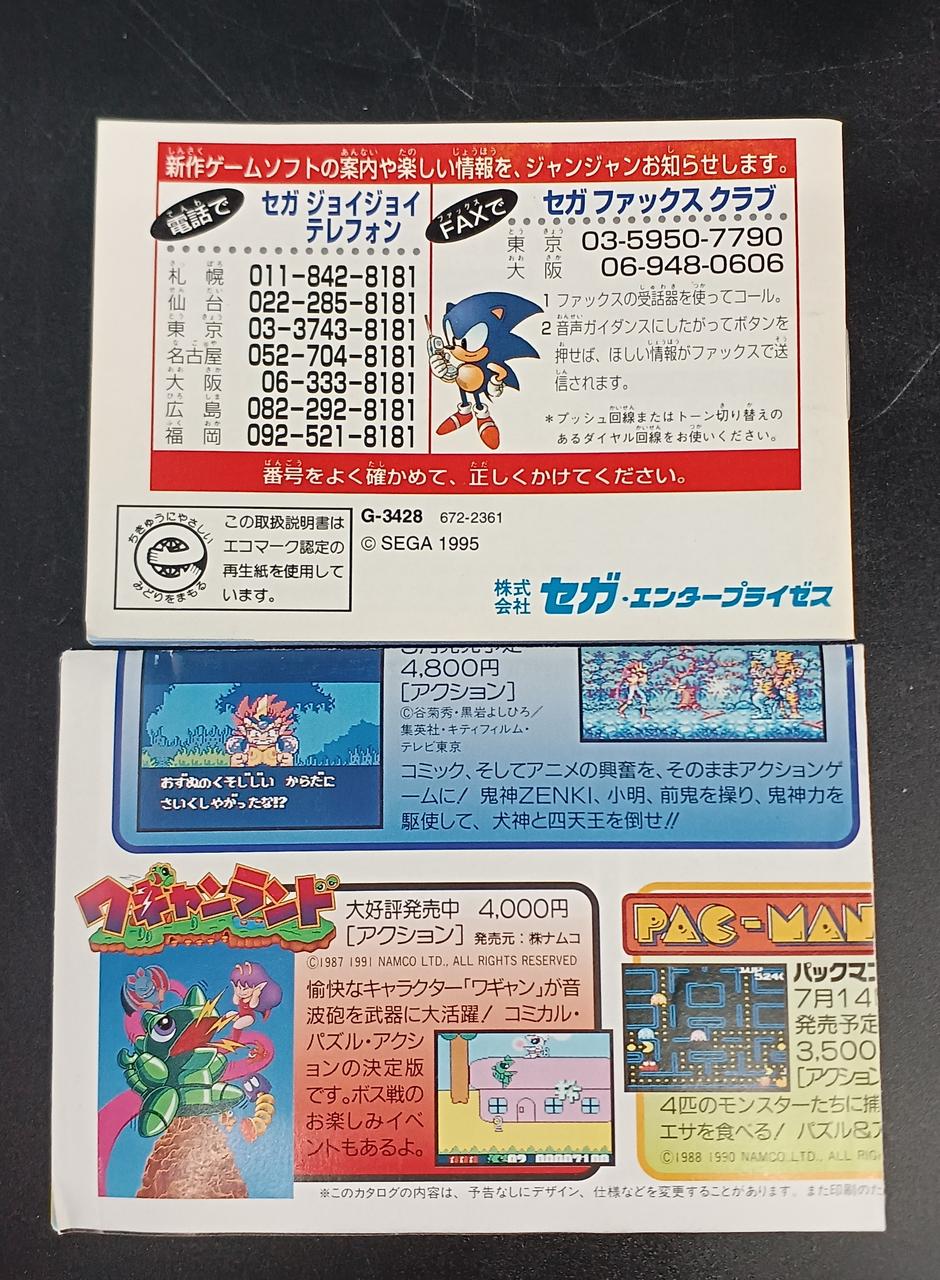 新作ゲームソフトの案内や楽しい情報を、ジャンジャンお知らせします。
電話で
セガ ジョイジョイ
テレフォン
札幌 011-842-8181
仙台 022-285-8181
東京 03-3743-8181
名古屋 052-704-8181
大阪 06-333-8181
広島 082-292-8181
福岡 092-521-8181
FAXで
セガ ファックス クラブ
東京 03-5950-7790
大阪 06-948-0606
1 ファックスの受話器を使ってコール。
2 音声ガイダンスにしたがってボタンを
押せば、ほしい情報がファックスで送
信されます。
*プッシュ回線またはトーン切り替えの
あるダイヤル回線をお使いください。
番号をよく確かめて、正しくかけてください。
ちきゅうにやさしい
みどりをまもる
この取扱説明書は
エコマーク認定の
再生紙を使用して
います。
G-3428 672-2361
© SEGA 1995
株式会社 セガ・エンタープライゼス
4,800円
[アクション]
©谷菊秀・黒岩よしひろ/
集英社・キティフィルム・
テレビ東京
おずぬのくそじじい からだに
さいくしやがったな!?
コミック、そしてアニメの興奮を、そのままアクションゲ
ームに! 鬼神ZENKI、小明、前鬼を操り、鬼神力を
駆使して、犬神と四天王を倒せ!!
ワギャンランド
大好評発売中 4,000円
[アクション] 発売元:㈱ナムコ
©1987 1991 NAMCO LTD., ALL RIGHTS RESERVED
愉快なキャラクター「ワギャン」が音
波砲を武器に大活躍! コミカル・
パズル・アクシ
ョンの決定版
です。ボス戦の
お楽しみイベ
ントもあるよ。
PAC-MAN
パックマン
7月14
発売予定
3,500
[アクション
4匹のモンスターたちに捕
エサを食べる! パズル&ア
©1988 1990 NAMCO LTD., ALL RIG
※このカタログの内容は、予告なしにデザイン、仕様などを変更することがあります。また印刷のた